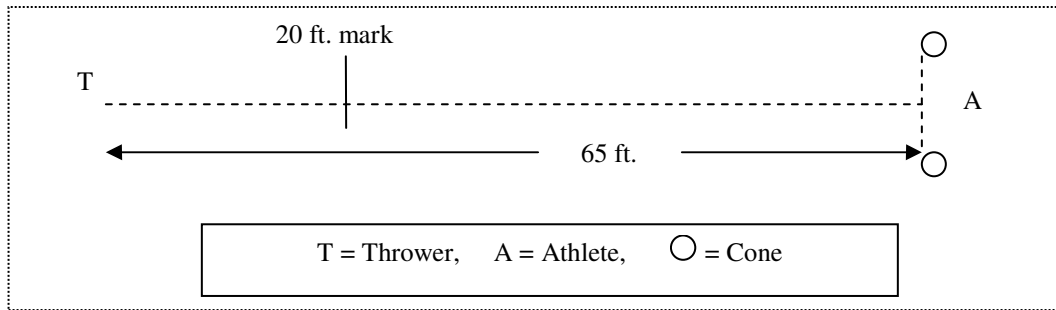 20 ft. mark
T
A
65 ft.
T = Thrower, A = Athlete, = Cone